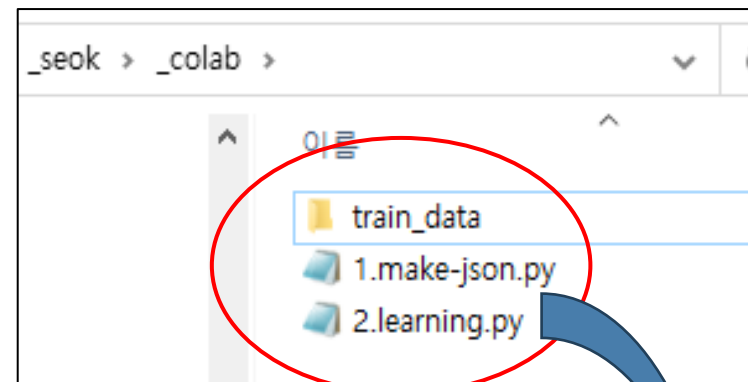 _seok > _colab >
이름
train_data
1.make-json.py
2.learning.py